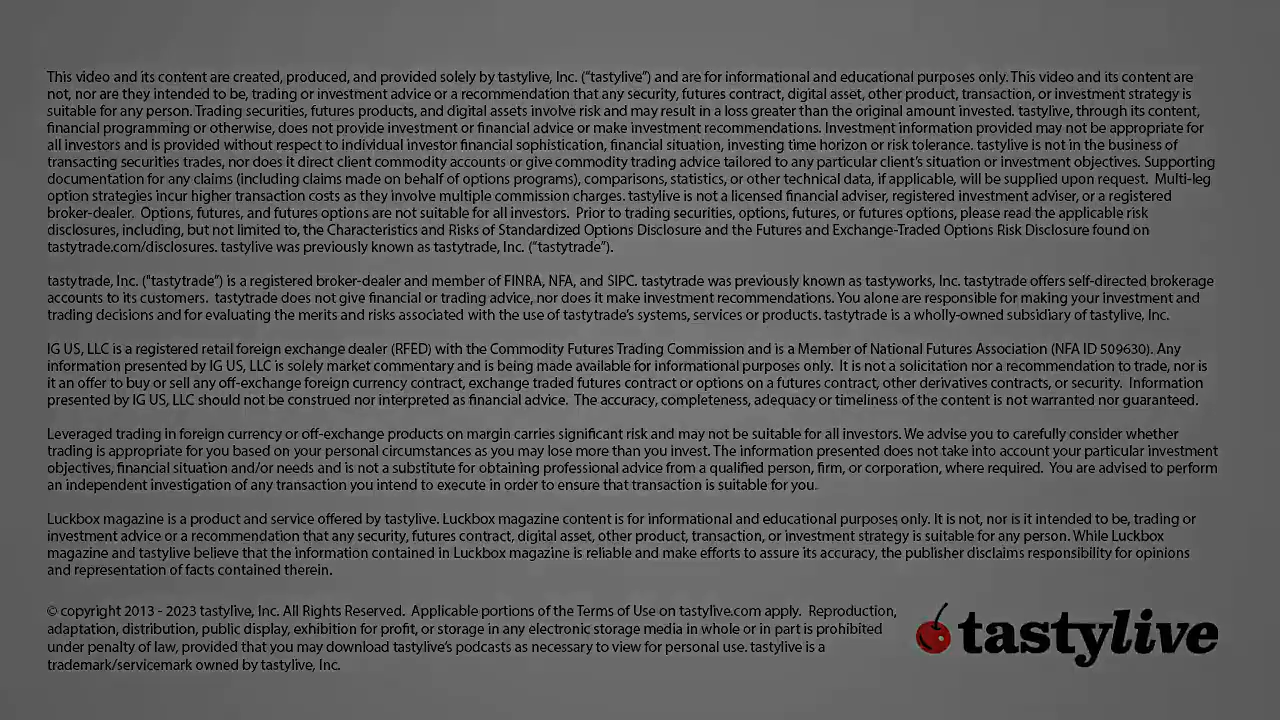 This video and its content are created, produced, and provided solely by tastylive, Inc. (“tastylive”) and are for informational and educational purposes only. This video and its content are
not, nor are they intended to be, trading or investment advice or a recommendation that any security, futures contract, digital asset, other product, transaction, or investment strategy is
suitable for any person. Trading securities, futures products, and digital assets involve risk and may result in a loss greater than the original amount invested. tastylive, through its content,
financial programming or otherwise, does not provide investment or financial advice or make investment recommendations. Investment information provided may not be appropriate for
all investors and is provided without respect to individual investor financial sophistication, financial situation, investing time horizon or risk tolerance. tastylive is not in the business of
transacting securities trades, nor does it direct client commodity accounts or give commodity trading advice tailored to any particular client’s situation or investment objectives. Supporting
documentation for any claims (including claims made on behalf of options programs), comparisons, statistics, or other technical data, if applicable, will be supplied upon request. Multi-leg
option strategies incur higher transaction costs as they involve multiple commission charges. tastylive is not a licensed financial adviser, registered investment adviser, or a registered
broker-dealer. Options, futures, and futures options are not suitable for all investors. Prior to trading securities, options, futures, or futures options, please read the applicable risk
disclosures, including, but not limited to, the Characteristics and Risks of Standardized Options Disclosure and the Futures and Exchange-Traded Options Risk Disclosure found on
tastytrade.com/disclosures. tastylive was previously known as tastytrade, Inc. (“tastytrade”).
tastytrade, Inc. (“tastytrade”) is a registered broker-dealer and member of FINRA, NFA, and SIPC. tastytrade was previously known as tastyworks, Inc. tastytrade offers self-directed brokerage
accounts to its customers. tastytrade does not give financial or trading advice, nor does it make investment recommendations. You alone are responsible for making your investment and
trading decisions and for evaluating the merits and risks associated with the use of tastytrade’s systems, services or products. tastytrade is a wholly-owned subsidiary of tastylive, Inc.
IG US, LLC is a registered retail foreign exchange dealer (RFED) with the Commodity Futures Trading Commission and is a Member of National Futures Association (NFA ID 509630). Any
information presented by IG US, LLC is solely market commentary and is being made available for informational purposes only. It is not a solicitation nor a recommendation to trade, nor is
it an offer to buy or sell any off-exchange foreign currency contract, exchange traded futures contract or options on a futures contract, other derivatives contracts, or security. Information
presented by IG US, LLC should not be construed nor interpreted as financial advice. The accuracy, completeness, adequacy or timeliness of the content is not warranted nor guaranteed.
Leveraged trading in foreign currency or off-exchange products on margin carries significant risk and may not be suitable for all investors. We advise you to carefully consider whether
trading is appropriate for you based on your personal circumstances as you may lose more than you invest. The information presented does not take into account your particular investment
objectives, financial situation and/or needs and is not a substitute for obtaining professional advice from a qualified person, firm, or corporation, where required. You are advised to perform
an independent investigation of any transaction you intend to execute in order to ensure that transaction is suitable for you.
Luckbox magazine is a product and service offered by tastylive. Luckbox magazine content is for informational and educational purposes only. It is not, nor is it intended to be, trading or
investment advice or a recommendation that any security, futures contract, digital asset, other product, transaction, or investment strategy is suitable for any person. While Luckbox
magazine and tastylive believe that the information contained in Luckbox magazine is reliable and make efforts to assure its accuracy, the publisher disclaims responsibility for opinions
and representation of facts contained therein.
© copyright 2013 - 2023 tastylive, Inc. All Rights Reserved. Applicable portions of the Terms of Use on tastylive.com apply. Reproduction,
adaptation, distribution, public display, exhibition for profit, or storage in any electronic storage media in whole or in part is prohibited
under penalty of law, provided that you may download tastylive’s podcasts as necessary to view for personal use. tastylive is a
trademark/servicemark owned by tastylive, Inc.
tastylive